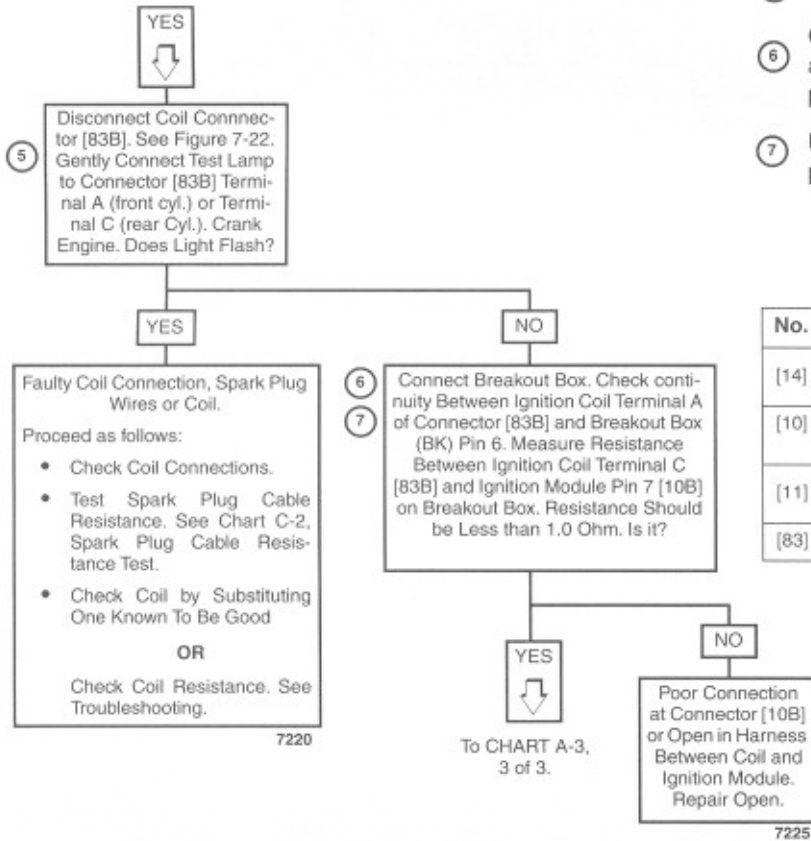 YES
5
Disconnect Coil Connnec-
tor [83B]. See Figure 7-22.
Gently Connect Test Lamp
to Connector [83B] Termi-
nal A (front cyl.) or Termi-
nal C (rear Cyl.). Crank
Engine. Does Light Flash?
YES
Faulty Coil Connection, Spark Plug
Wires or Coil.
Proceed as follows:
• Check Coil Connections.
• Test Spark Plug Cable
Resistance. See Chart C-2,
Spark Plug Cable Resis-
tance Test.
• Check Coil by Substituting
One Known To Be Good
OR
Check Coil Resistance. See
Troubleshooting.
7220
NO
6
7
Connect Breakout Box. Check conti-
nuity Between Ignition Coil Terminal A
of Connector [83B] and Breakout Box
(BK) Pin 6. Measure Resistance
Between Ignition Coil Terminal C
[83B] and Ignition Module Pin 7 [10B]
on Breakout Box. Resistance Should
be Less than 1.0 Ohm. Is it?
YES
To CHART A-3,
3 of 3.
NO
Poor Connection
at Connector [10B]
or Open in Harness
Between Coil and
Ignition Module.
Repair Open.
7225
6
7
No.
[14]
[10]
[11]
[83]